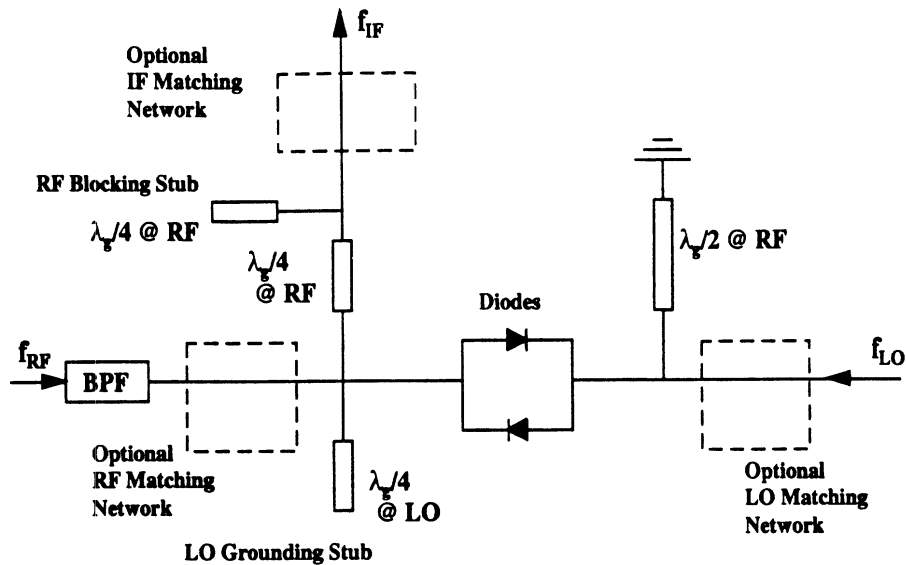 f_IF
Optional
IF Matching
Network
RF Blocking Stub
λg/4 @ RF
λg/4
@ RF
λg/2 @ RF
Diodes
f_RF
BPF
f_LO
Optional
RF Matching
Network
λg/4
@ LO
Optional
LO Matching
Network
LO Grounding Stub